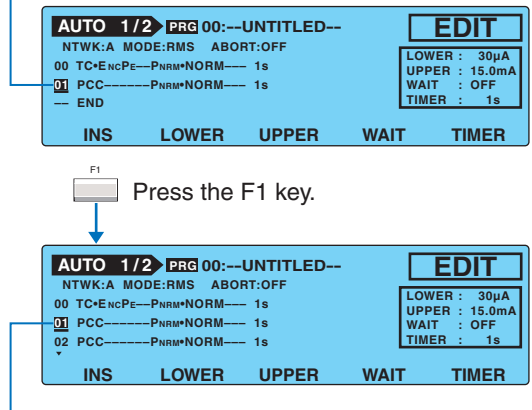 AUTO 1/2 PRG 00:--UNTITLED-- EDIT
NTWK:A MODE:RMS ABORT:OFF
00 TC•ENCPE--PNRM•NORM--- 1s
01 PCC------PNRM•NORM--- 1s
-- END
LOWER : 30µA
UPPER : 15.0mA
WAIT : OFF
TIMER : 1s
INS LOWER UPPER WAIT TIMER
F1
Press the F1 key.
AUTO 1/2 PRG 00:--UNTITLED-- EDIT
NTWK:A MODE:RMS ABORT:OFF
00 TC•ENCPE--PNRM•NORM--- 1s
01 PCC------PNRM•NORM--- 1s
02 PCC------PNRM•NORM--- 1s
LOWER : 30µA
UPPER : 15.0mA
WAIT : OFF
TIMER : 1s
INS LOWER UPPER WAIT TIMER